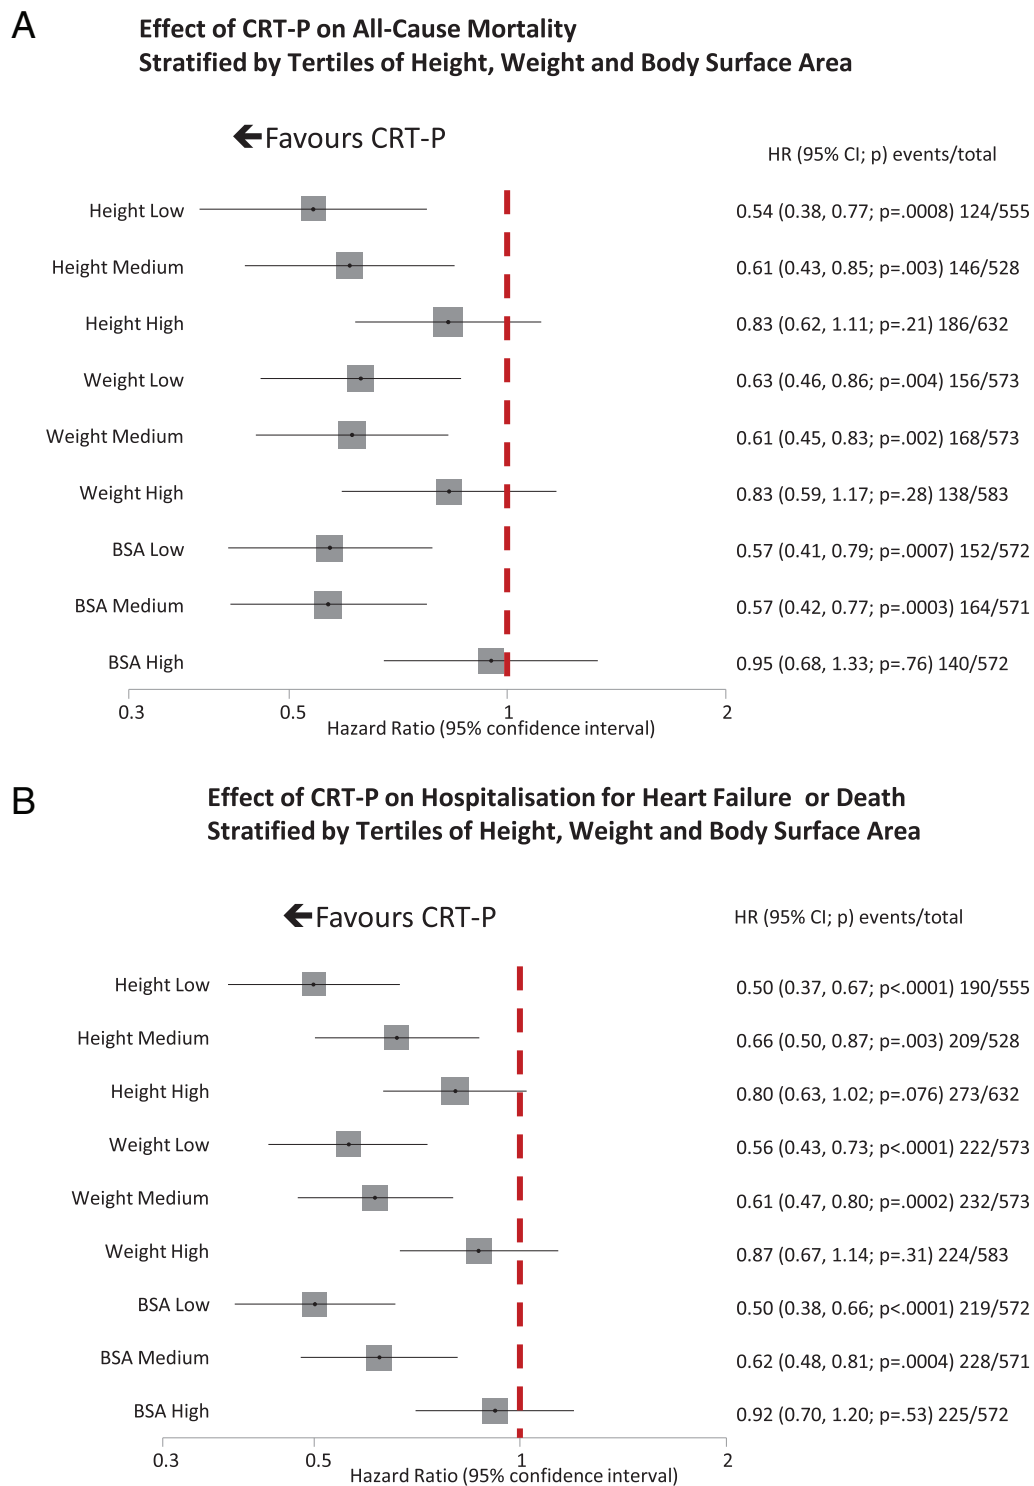 A
Effect of CRT-P on All-Cause Mortality
Stratified by Tertiles of Height, Weight and Body Surface Area
←Favours CRT-P
HR (95% CI; p) events/total
Height Low 0.54 (0.38, 0.77; p=.0008) 124/555
Height Medium 0.61 (0.43, 0.85; p=.003) 146/528
Height High 0.83 (0.62, 1.11; p=.21) 186/632
Weight Low 0.63 (0.46, 0.86; p=.004) 156/573
Weight Medium 0.61 (0.45, 0.83; p=.002) 168/573
Weight High 0.83 (0.59, 1.17; p=.28) 138/583
BSA Low 0.57 (0.41, 0.79; p=.0007) 152/572
BSA Medium 0.57 (0.42, 0.77; p=.0003) 164/571
BSA High 0.95 (0.68, 1.33; p=.76) 140/572
0.3 0.5 1 2
Hazard Ratio (95% confidence interval)
B
Effect of CRT-P on Hospitalisation for Heart Failure or Death
Stratified by Tertiles of Height, Weight and Body Surface Area
←Favours CRT-P
HR (95% CI; p) events/total
Height Low 0.50 (0.37, 0.67; p<.0001) 190/555
Height Medium 0.66 (0.50, 0.87; p=.003) 209/528
Height High 0.80 (0.63, 1.02; p=.076) 273/632
Weight Low 0.56 (0.43, 0.73; p<.0001) 222/573
Weight Medium 0.61 (0.47, 0.80; p=.0002) 232/573
Weight High 0.87 (0.67, 1.14; p=.31) 224/583
BSA Low 0.50 (0.38, 0.66; p<.0001) 219/572
BSA Medium 0.62 (0.48, 0.81; p=.0004) 228/571
BSA High 0.92 (0.70, 1.20; p=.53) 225/572
0.3 0.5 1 2
Hazard Ratio (95% confidence interval)